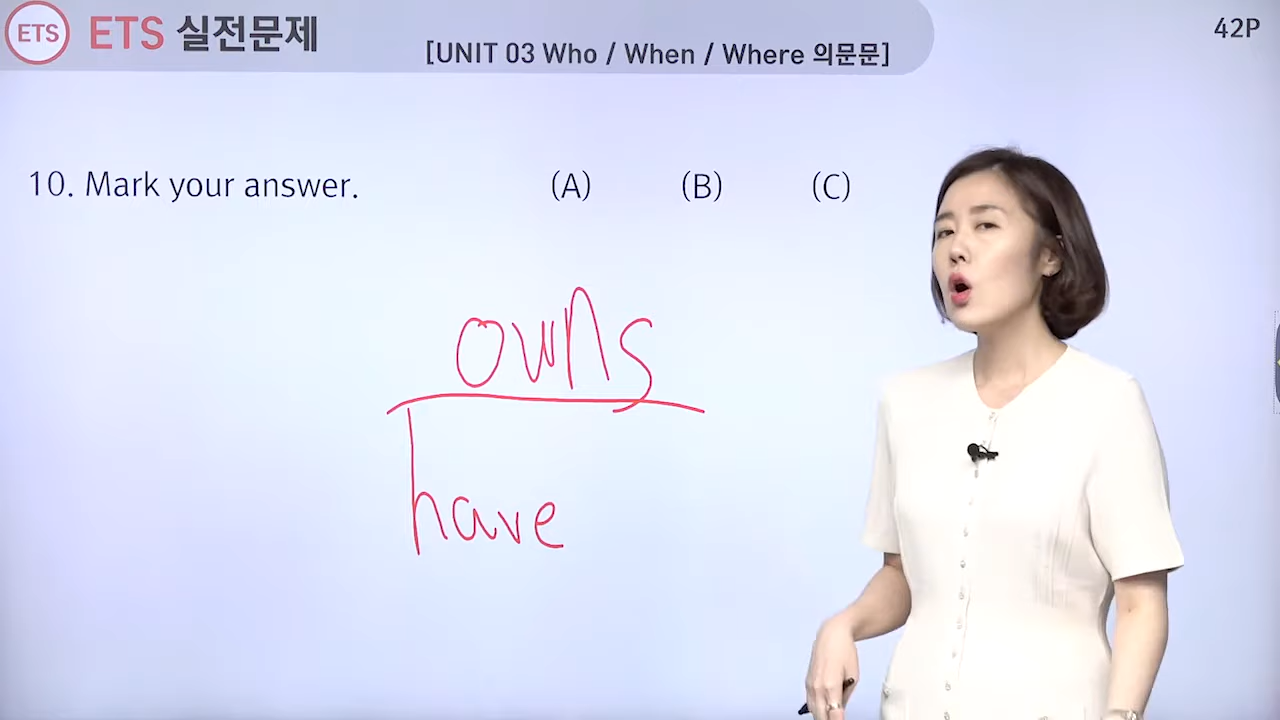 ETS ETS 실전문제 [UNIT 03 Who / When / Where 의문문] 42P
10. Mark your answer. (A) (B) (C)
owns
have